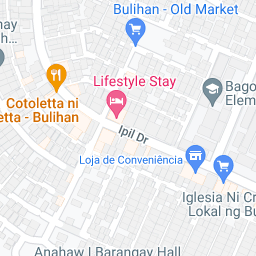 nay
Bulihan - Old Market
Lifestyle Stay
Bago
Elem
Cotoletta ni
etta - Bulihan
Ipil Dr
Loja de Conveniência
Iglesia Ni Cr
Lokal ng Bu
Anahaw I Barangay Hall